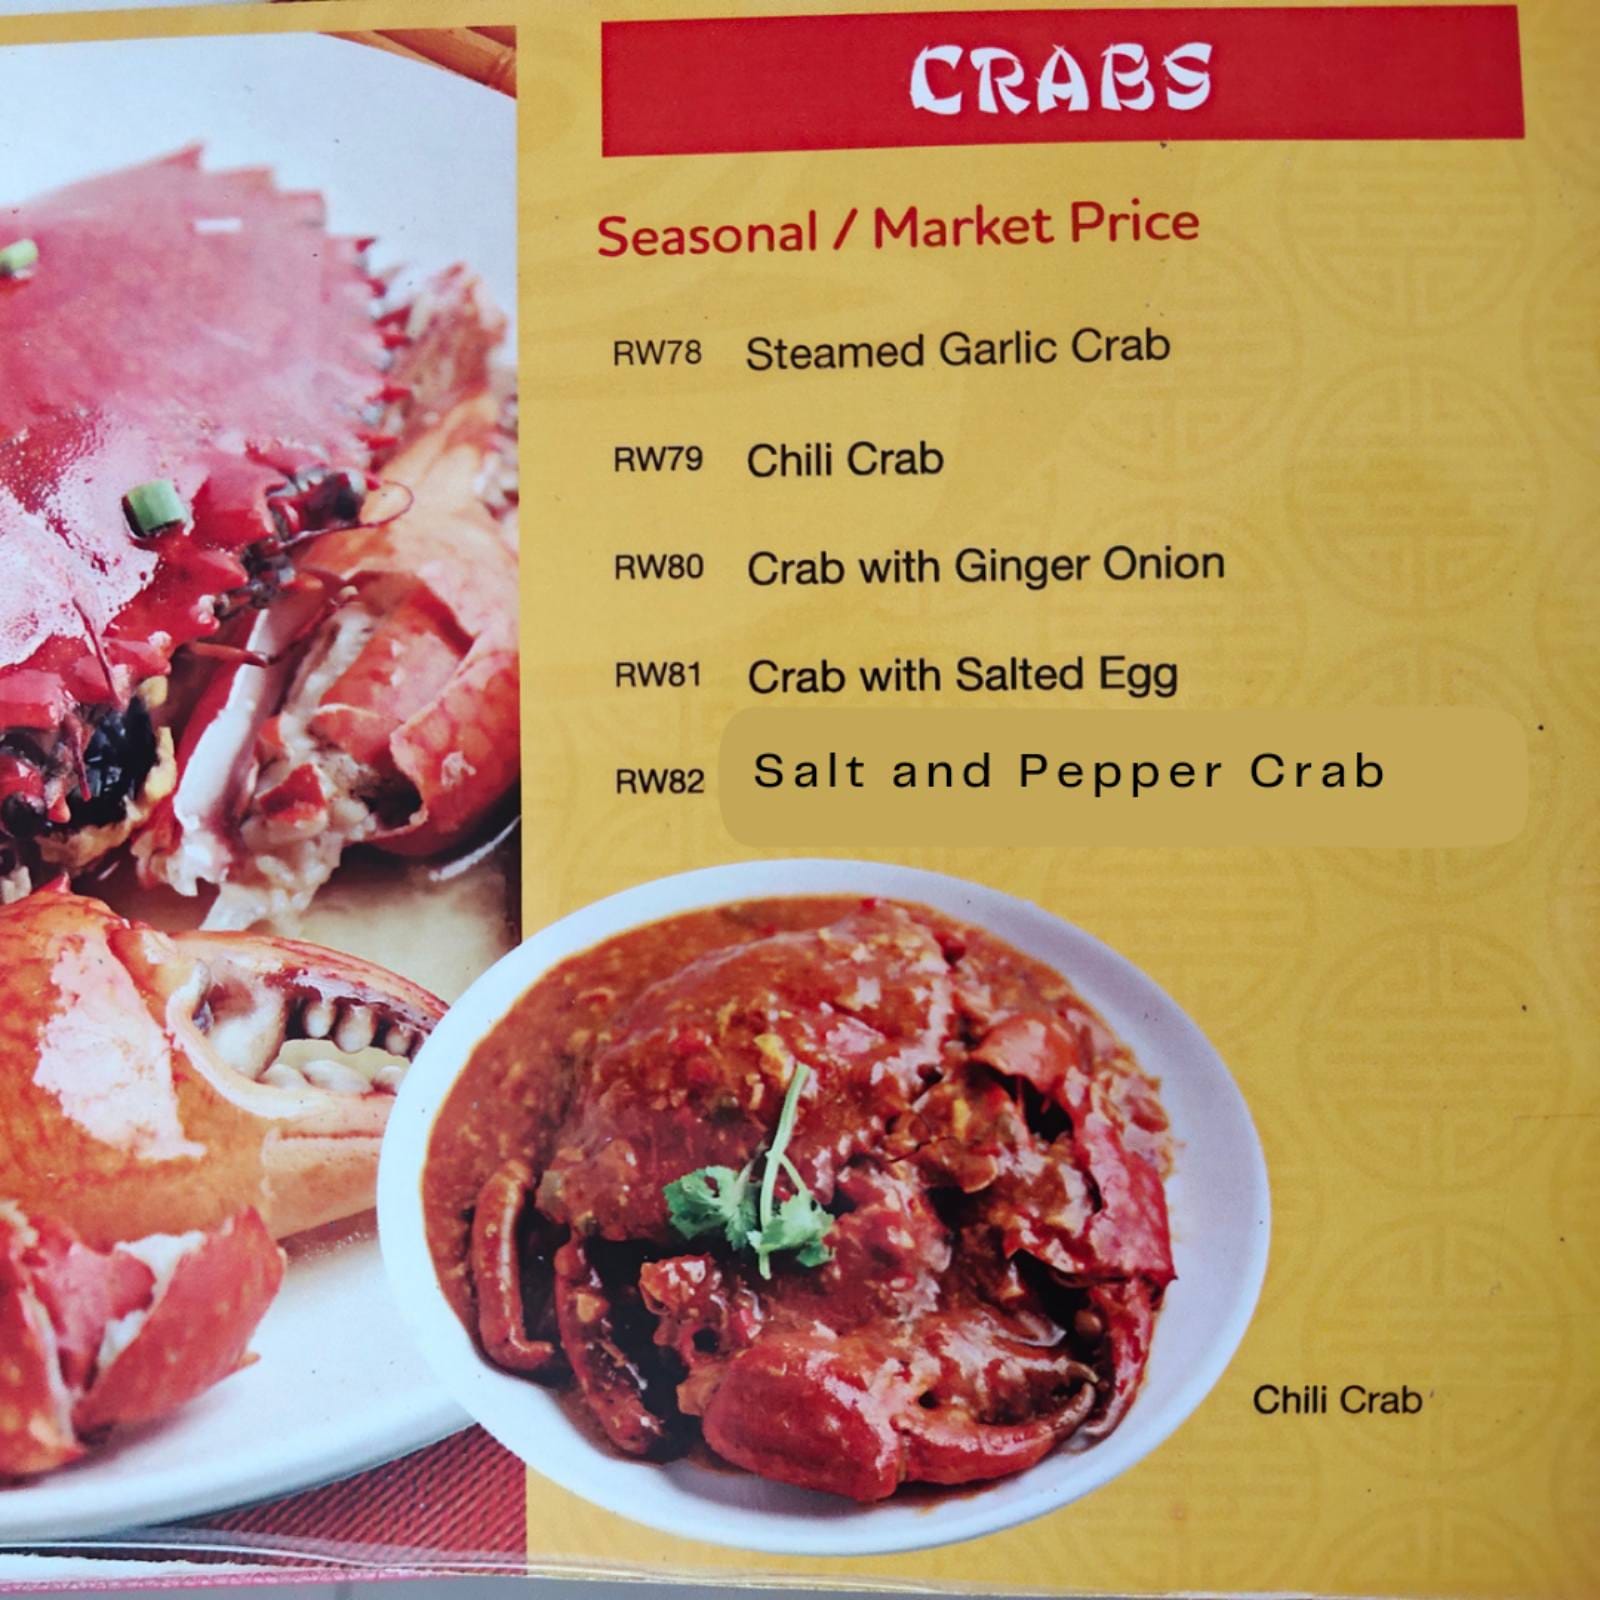 CRABS
Seasonal / Market Price
RW78 Steamed Garlic Crab
RW79 Chili Crab
RW80 Crab with Ginger Onion
RW81 Crab with Salted Egg
RW82 Salt and Pepper Crab
Chili Crab